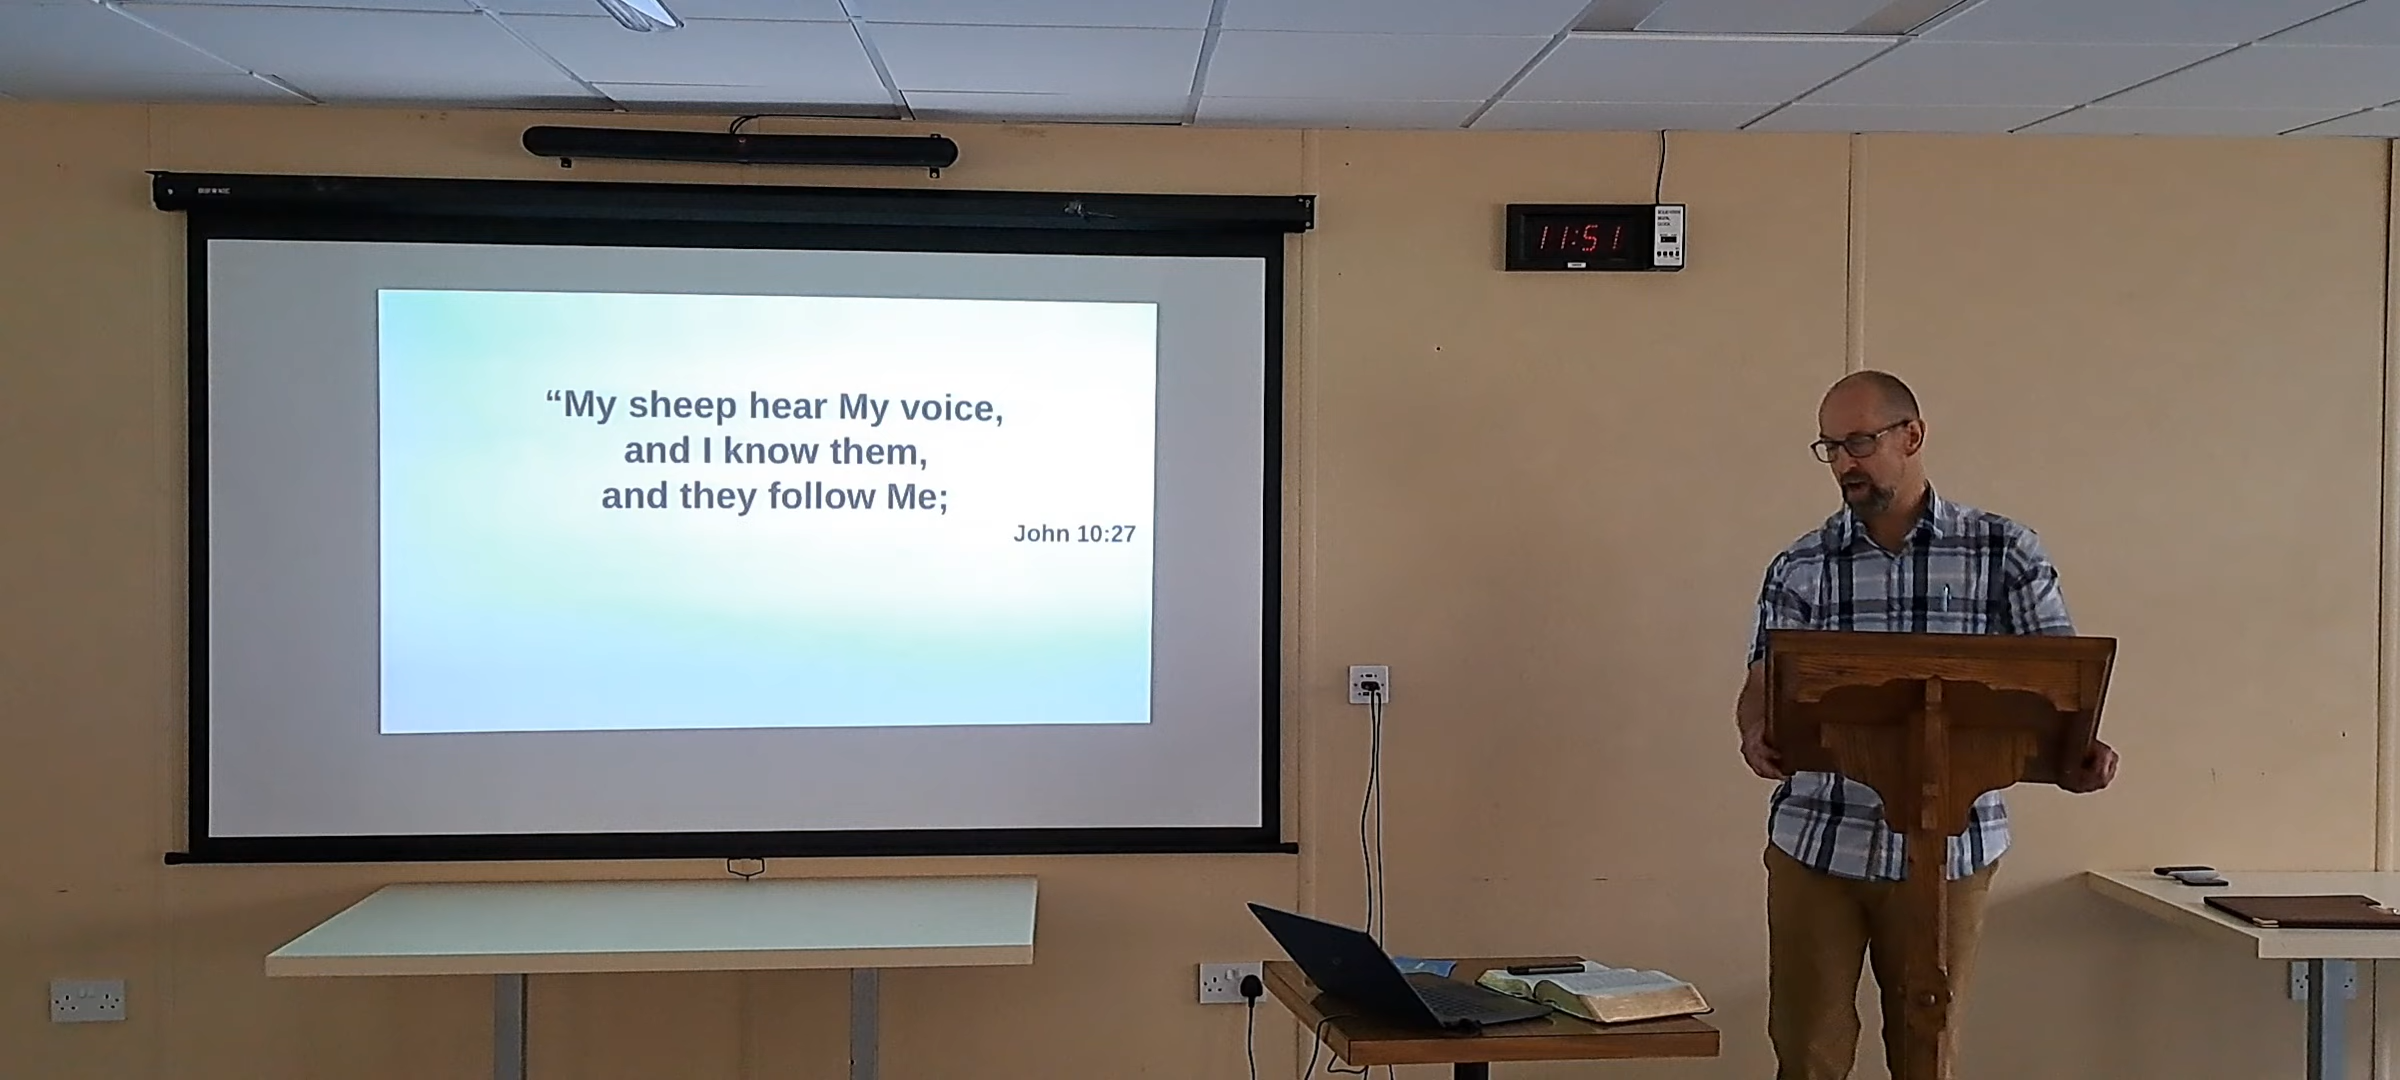 “My sheep hear My voice,
and I know them,
and they follow Me;
John 10:27
11:51